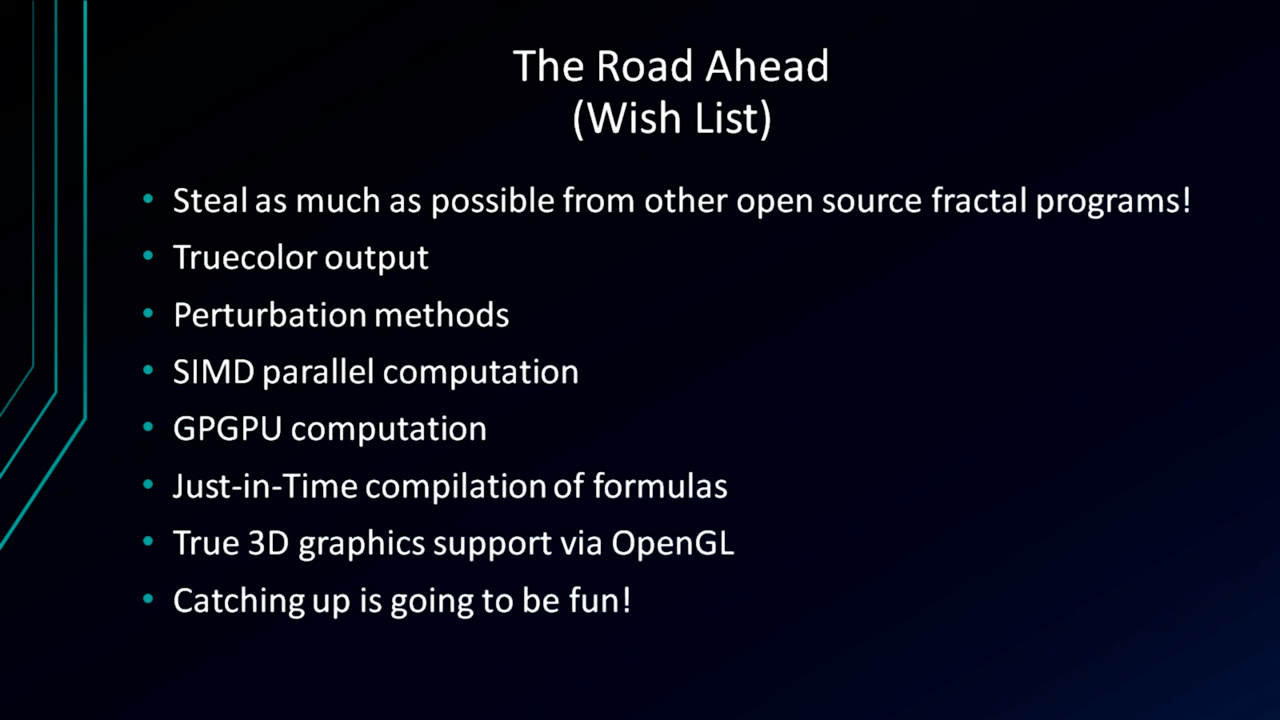 The Road Ahead
(Wish List)
• Steal as much as possible from other open source fractal programs!
• Truecolor output
• Perturbation methods
• SIMD parallel computation
• GPGPU computation
• Just-in-Time compilation of formulas
• True 3D graphics support via OpenGL
• Catching up is going to be fun!